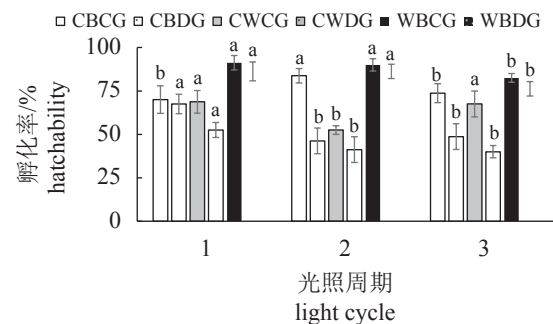 CBCG CBDG CWCG CWDG WBCG WBDG
100
75
50
25
0
孵化率/%
hatchability
b a a a a a
a b b b a a
b b a b b b
1 2 3
光照周期
light cycle